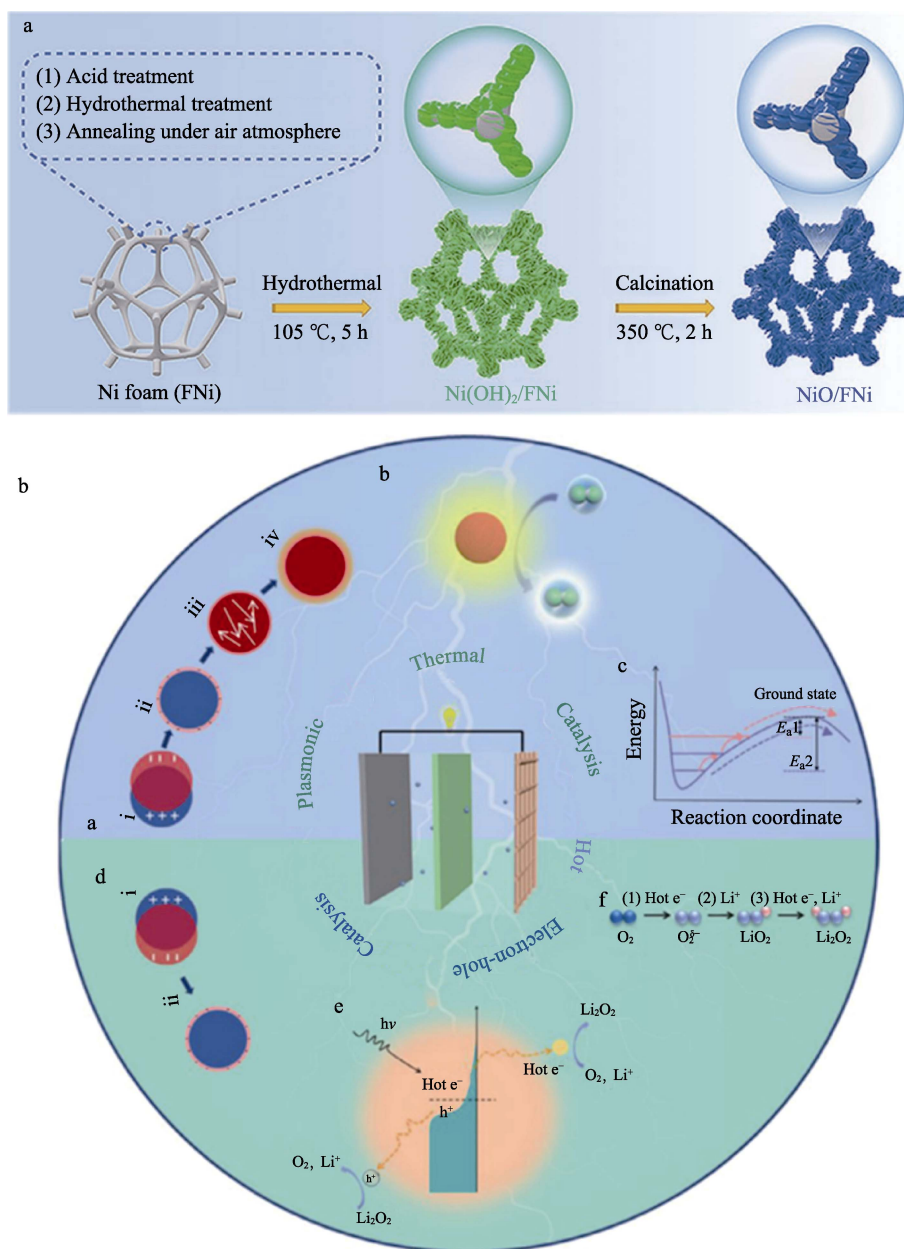 a
(1) Acid treatment
(2) Hydrothermal treatment
(3) Annealing under air atmosphere
Hydrothermal
105 ℃, 5 h
Calcination
350 ℃, 2 h
Ni foam (FNi)
Ni(OH)₂/FNi
NiO/FNi
b
b
iv
iii
ii
i
a
Thermal
Plasmonic
Catalysis
c
Energy
Ground state
Eₐ1
Eₐ2
Reaction coordinate
Hot
Electron-hole
Catalysis
d
i
ii
f
(1) Hot e⁻ (2) Li⁺ (3) Hot e⁻, Li⁺
O₂ O₂^δ⁻ LiO₂ Li₂O₂
e
hν
Hot e⁻
h⁺
Hot e⁻
Li₂O₂
O₂, Li⁺
O₂, Li⁺
h⁺
Li₂O₂